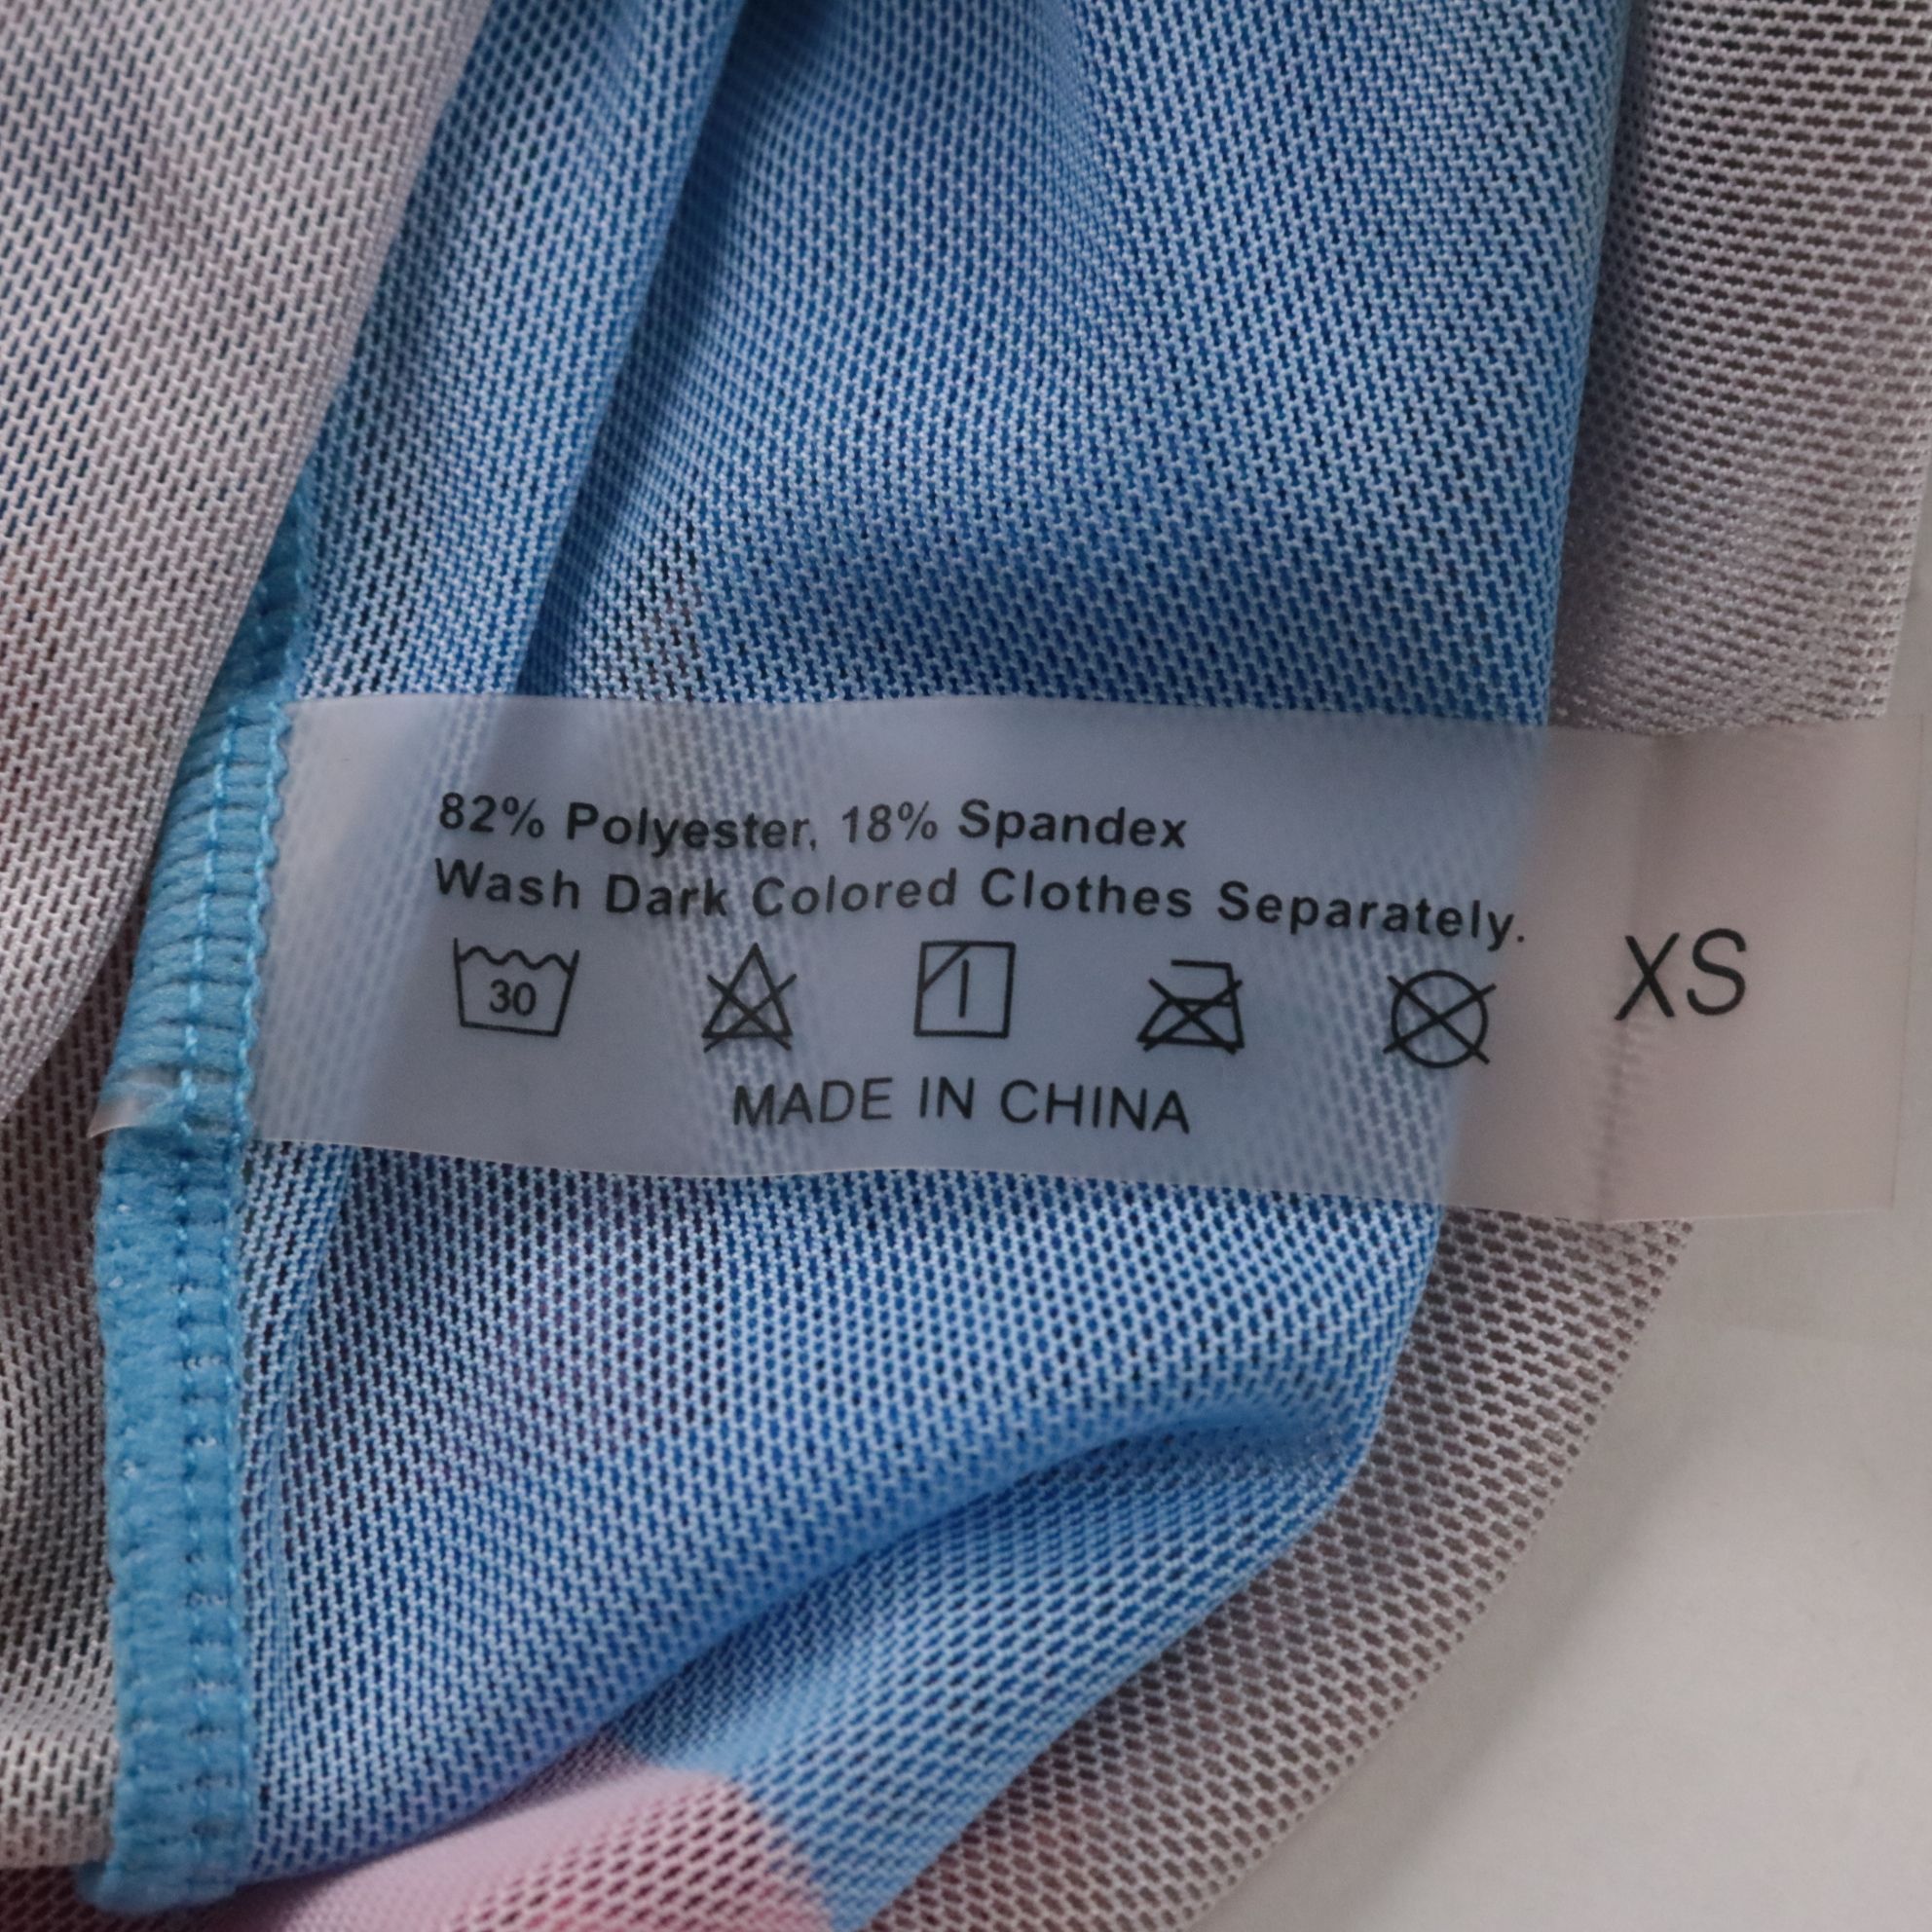 82% Polyester, 18% Spandex
Wash Dark Colored Clothes Separately.
30
MADE IN CHINA
XS